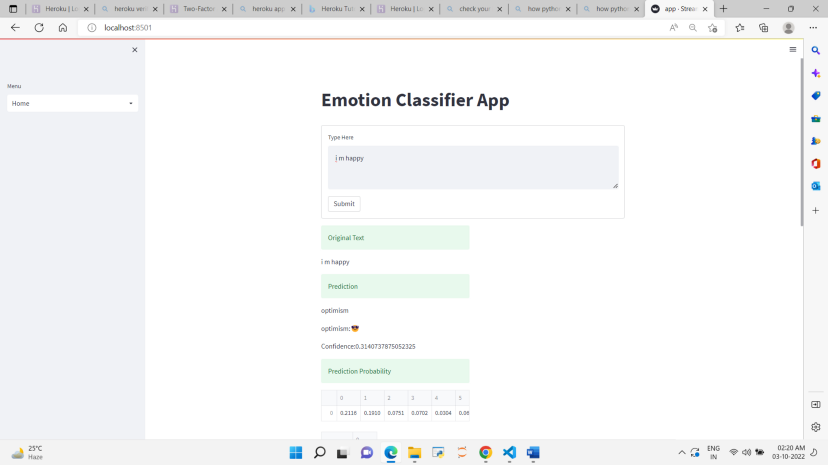 Heroku | Lo
heroku veri
Two-Factor
heroku app
Heroku Tut
Heroku | Lo
check your
how python
how python
app · Strea
localhost:8501
Menu
Home
Emotion Classifier App
Type Here
i m happy
Submit
Original Text
i m happy
Prediction
optimism
optimism:
Confidence:0.3140737875052325
Prediction Probability
0 1 2 3 4 5
0 0.2116 0.1910 0.0751 0.0702 0.0304 0.06
25°C
Haze
ENG
IN
02:20 AM
03-10-2022